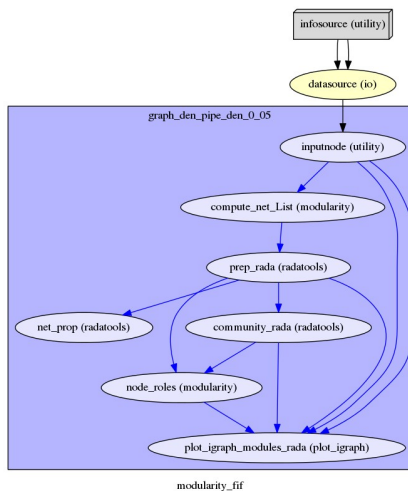 infosource (utility)
datasource (io)
graph_den_pipe_den_0_05
inputnode (utility)
compute_net_List (modularity)
prep_rada (radatools)
net_prop (radatools)
community_rada (radatools)
node_roles (modularity)
plot_igraph_modules_rada (plot_igraph)
modularity_fif